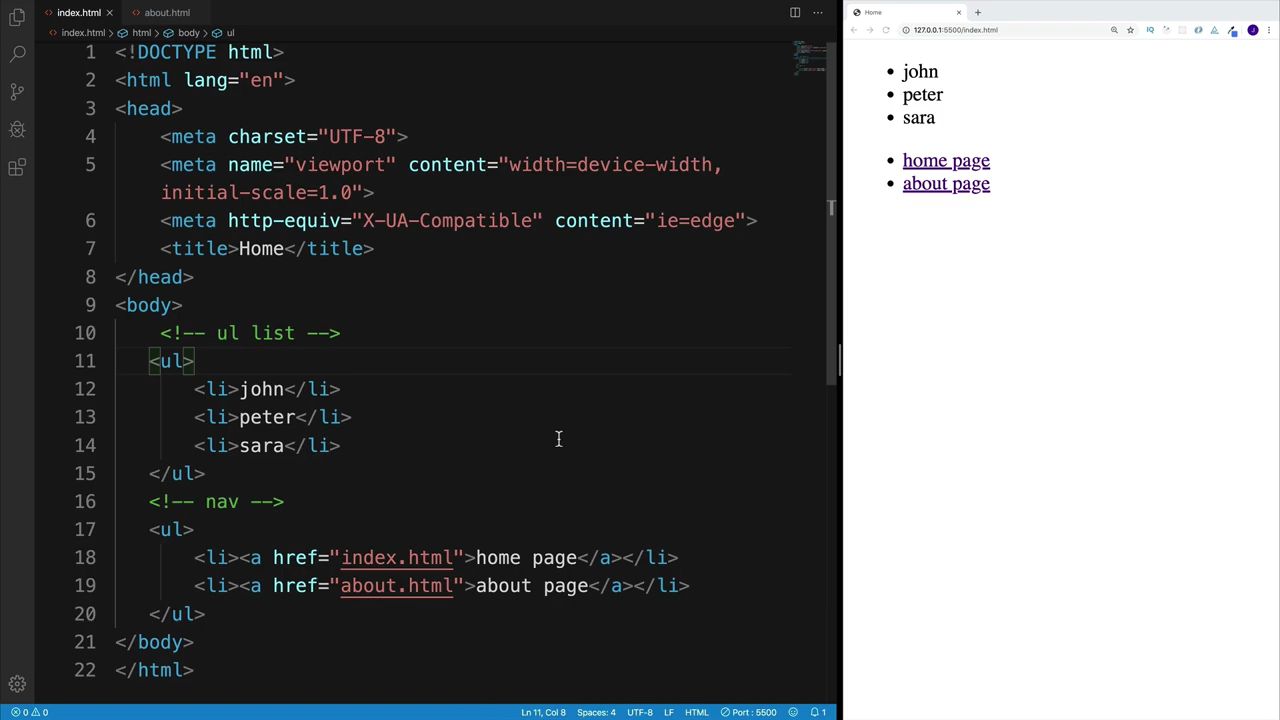 index.html
about.html
index.html > html > body > ul
1 <!DOCTYPE html>
2 <html lang="en">
3 <head>
4 <meta charset="UTF-8">
5 <meta name="viewport" content="width=device-width,
initial-scale=1.0">
6 <meta http-equiv="X-UA-Compatible" content="ie=edge">
7 <title>Home</title>
8 </head>
9 <body>
10 <!-- ul list -->
11 <ul>
12 <li>john</li>
13 <li>peter</li>
14 <li>sara</li>
15 </ul>
16 <!-- nav -->
17 <ul>
18 <li><a href="index.html">home page</a></li>
19 <li><a href="about.html">about page</a></li>
20 </ul>
21 </body>
22 </html>
0 0
Ln 11, Col 8
Spaces: 4
UTF-8
LF
HTML
Port : 5500
1
Home
127.0.0.1:5500/index.html
IQ
J
john
peter
sara
home page
about page